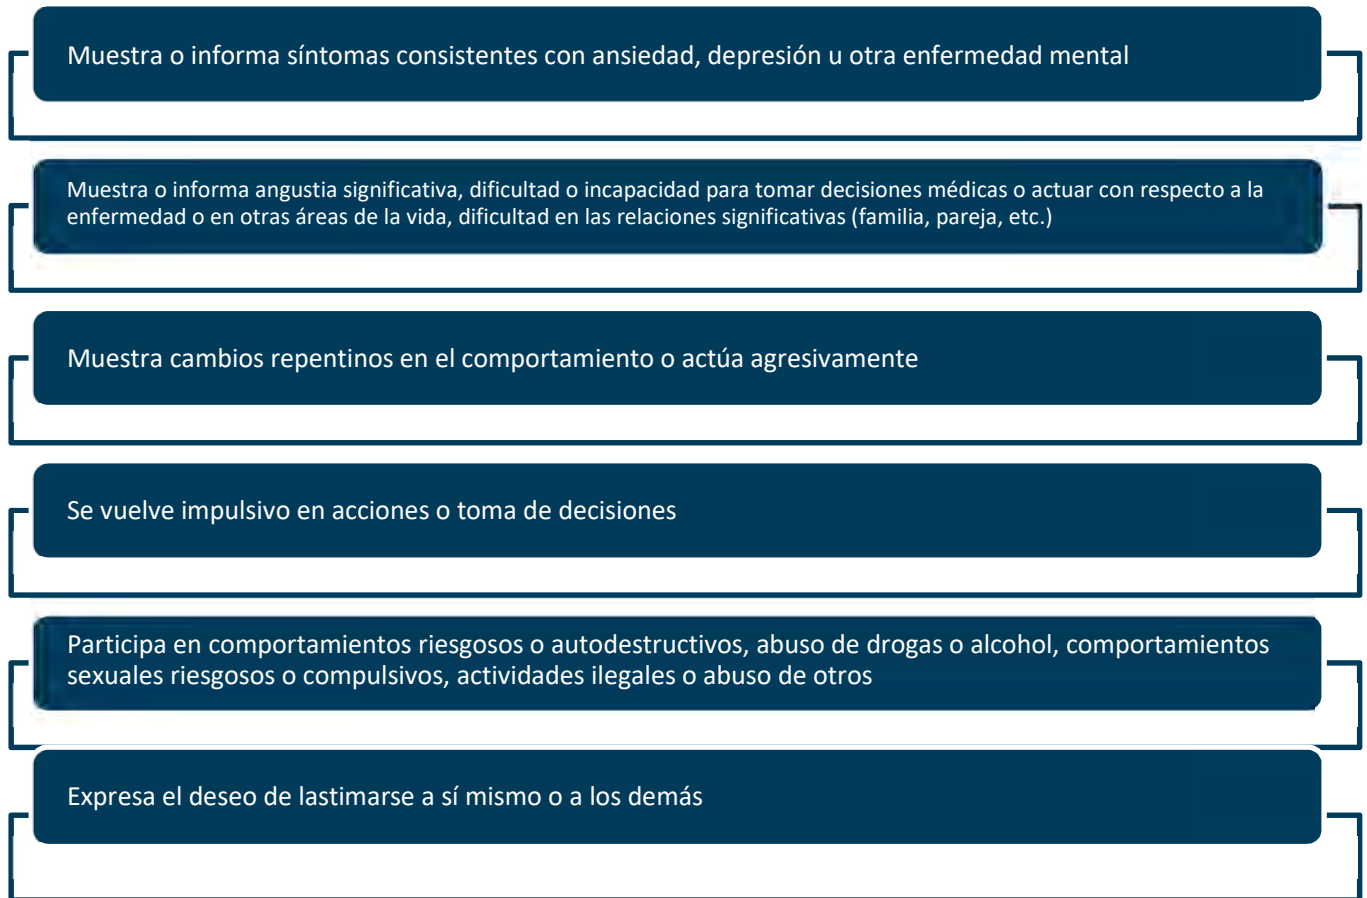 Muestra o informa síntomas consistentes con ansiedad, depresión u otra enfermedad mental
Muestra o informa angustia significativa, dificultad o incapacidad para tomar decisiones médicas o actuar con respecto a la
enfermedad o en otras áreas de la vida, dificultad en las relaciones significativas (familia, pareja, etc.)
Muestra cambios repentinos en el comportamiento o actúa agresivamente
Se vuelve impulsivo en acciones o toma de decisiones
Participa en comportamientos riesgosos o autodestructivos, abuso de drogas o alcohol, comportamientos
sexuales riesgosos o compulsivos, actividades ilegales o abuso de otros
Expresa el deseo de lastimarse a sí mismo o a los demás